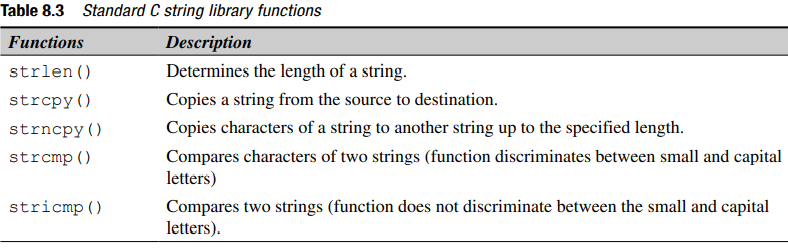 Table 8.3 Standard C string library functions
Functions Description
strlen() Determines the length of a string.
strcpy() Copies a string from the source to destination.
strncpy() Copies characters of a string to another string up to the specified length.
strcmp() Compares characters of two strings (function discriminates between small and capital
letters)
stricmp() Compares two strings (function does not discriminate between the small and capital
letters).